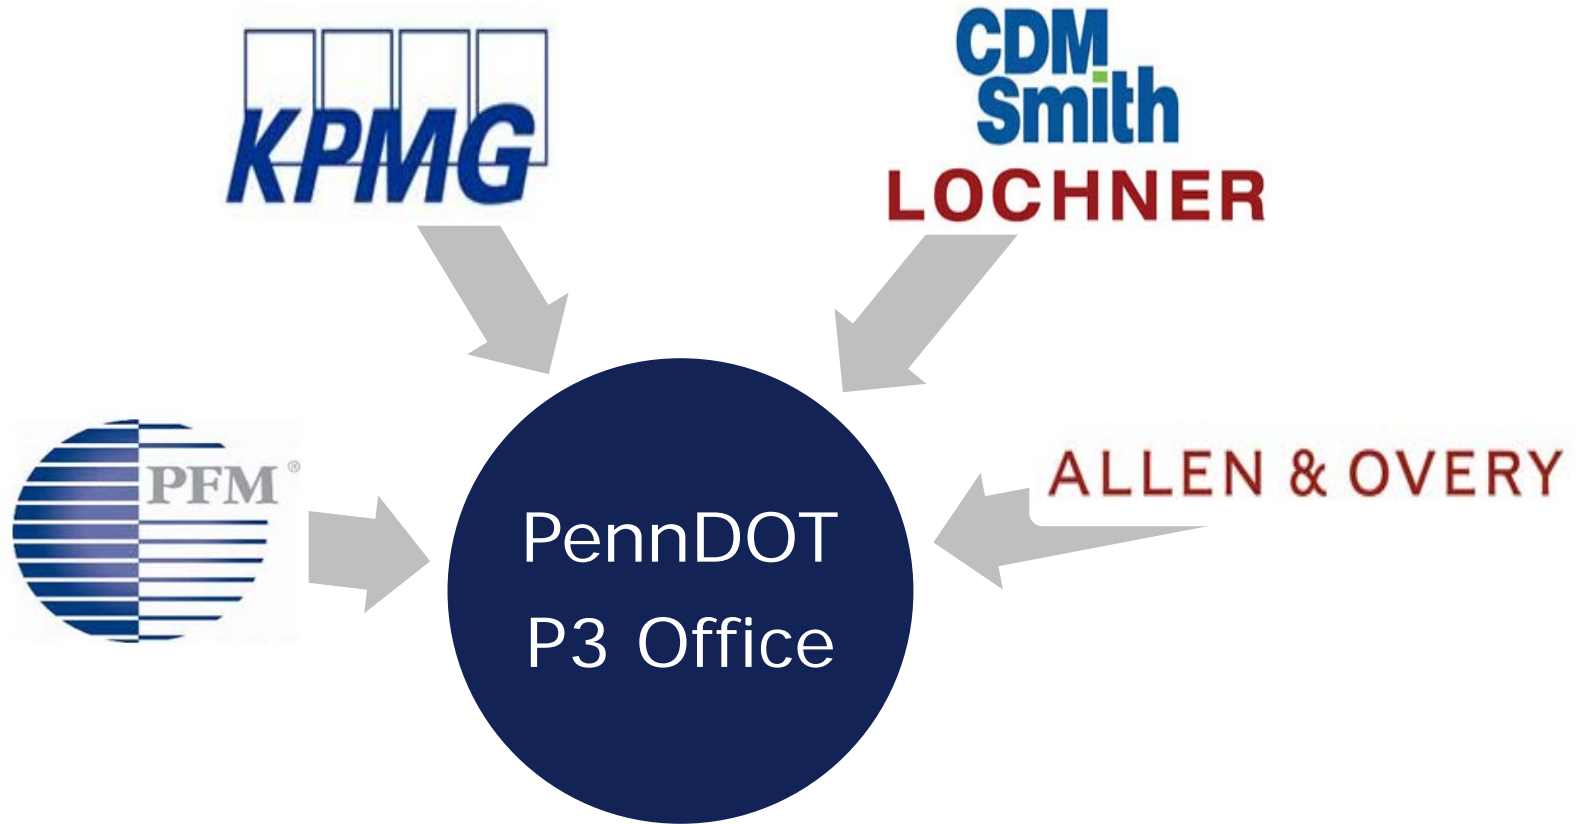 KPMG
CDM
Smith
LOCHNER
PFM®
ALLEN & OVERY
PennDOT
P3 Office